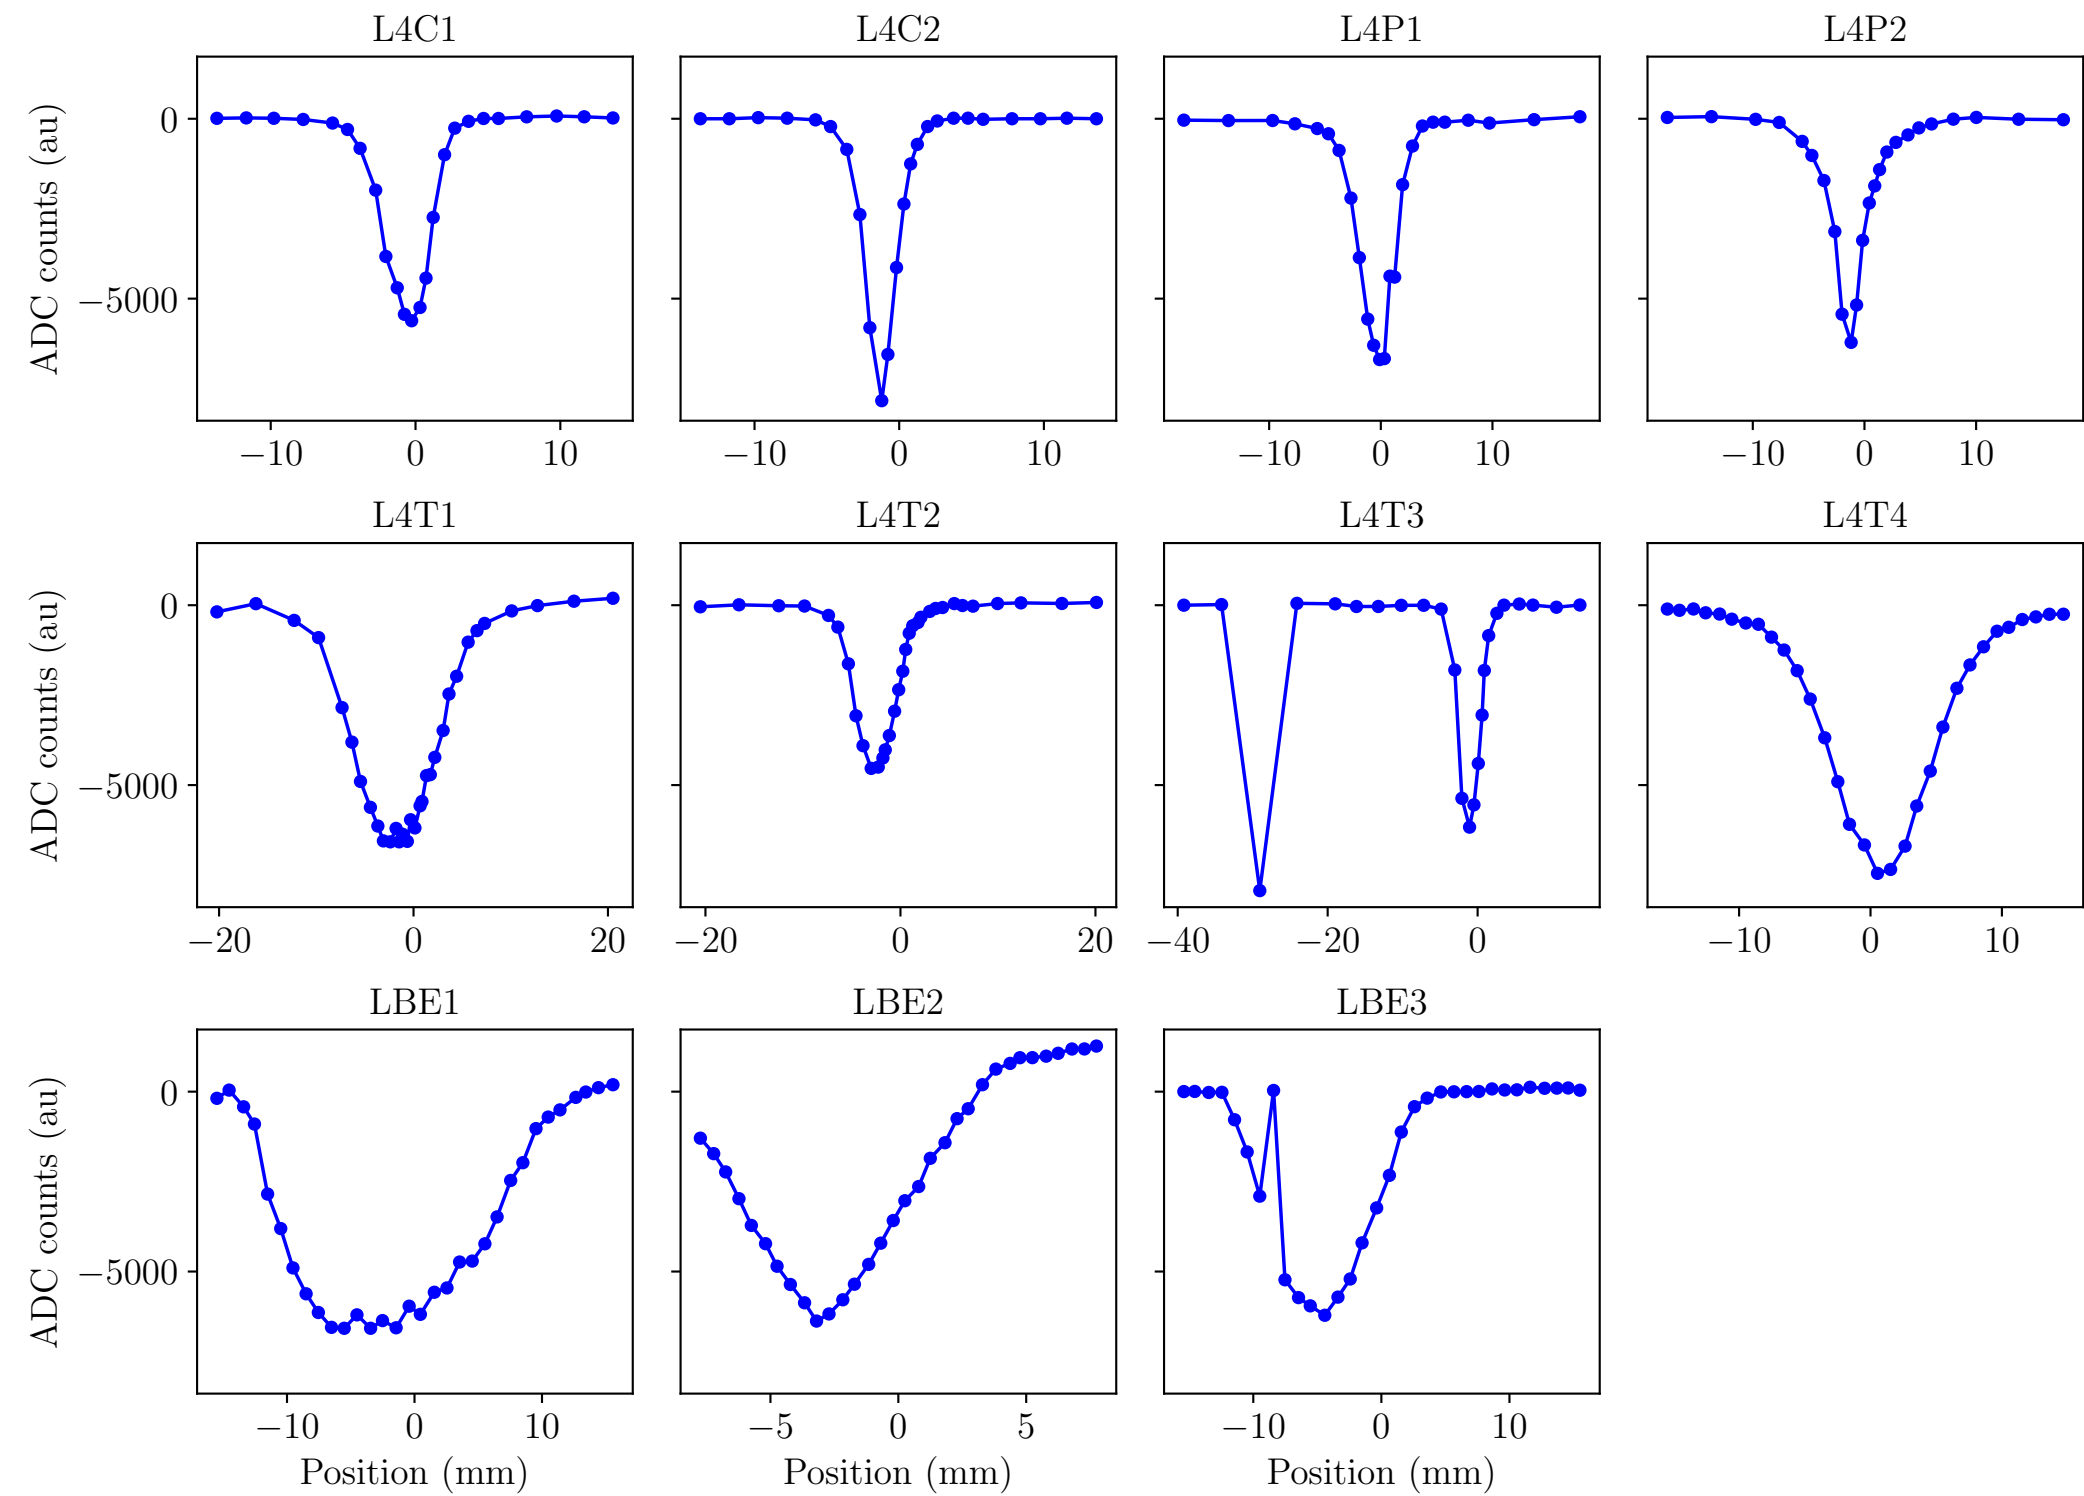 L4C1 L4C2 L4P1 L4P2
0
−5000
ADC counts (au)
−10 0 10 −10 0 10 −10 0 10 −10 0 10
L4T1 L4T2 L4T3 L4T4
0
−5000
ADC counts (au)
−20 0 20 −20 0 20 −40 −20 0 −10 0 10
LBE1 LBE2 LBE3
0
−5000
ADC counts (au)
−10 0 10 −5 0 5 −10 0 10
Position (mm) Position (mm) Position (mm)